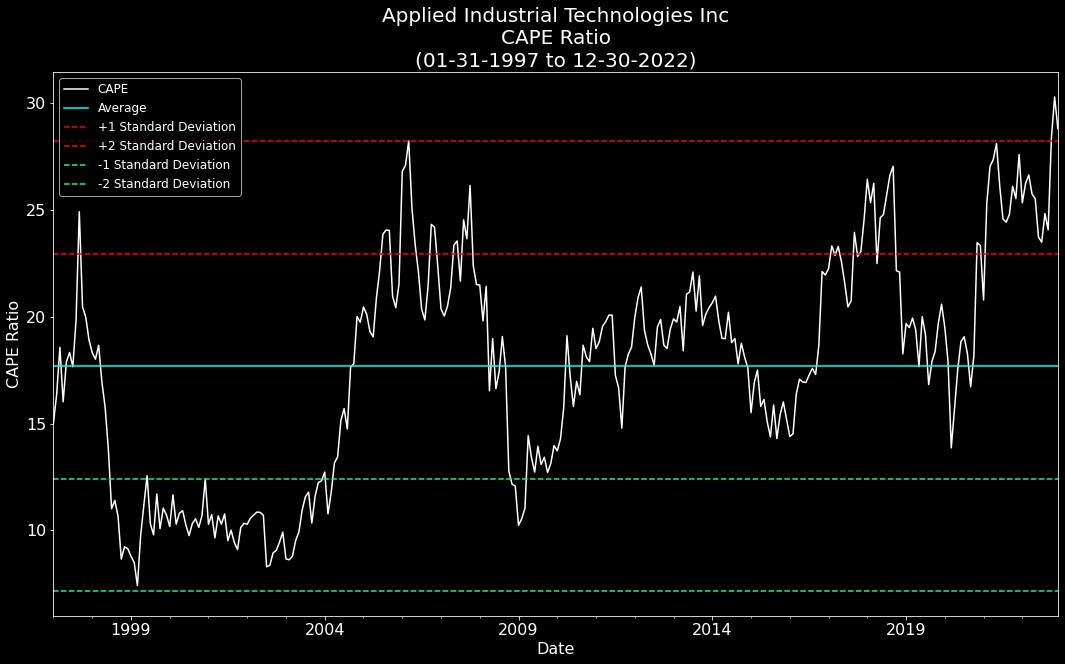 Applied Industrial Technologies Inc
CAPE Ratio
(01-31-1997 to 12-30-2022)
CAPE
Average
+1 Standard Deviation
+2 Standard Deviation
-1 Standard Deviation
-2 Standard Deviation
30
25
20
15
10
CAPE Ratio
1999
2004
2009
2014
2019
Date